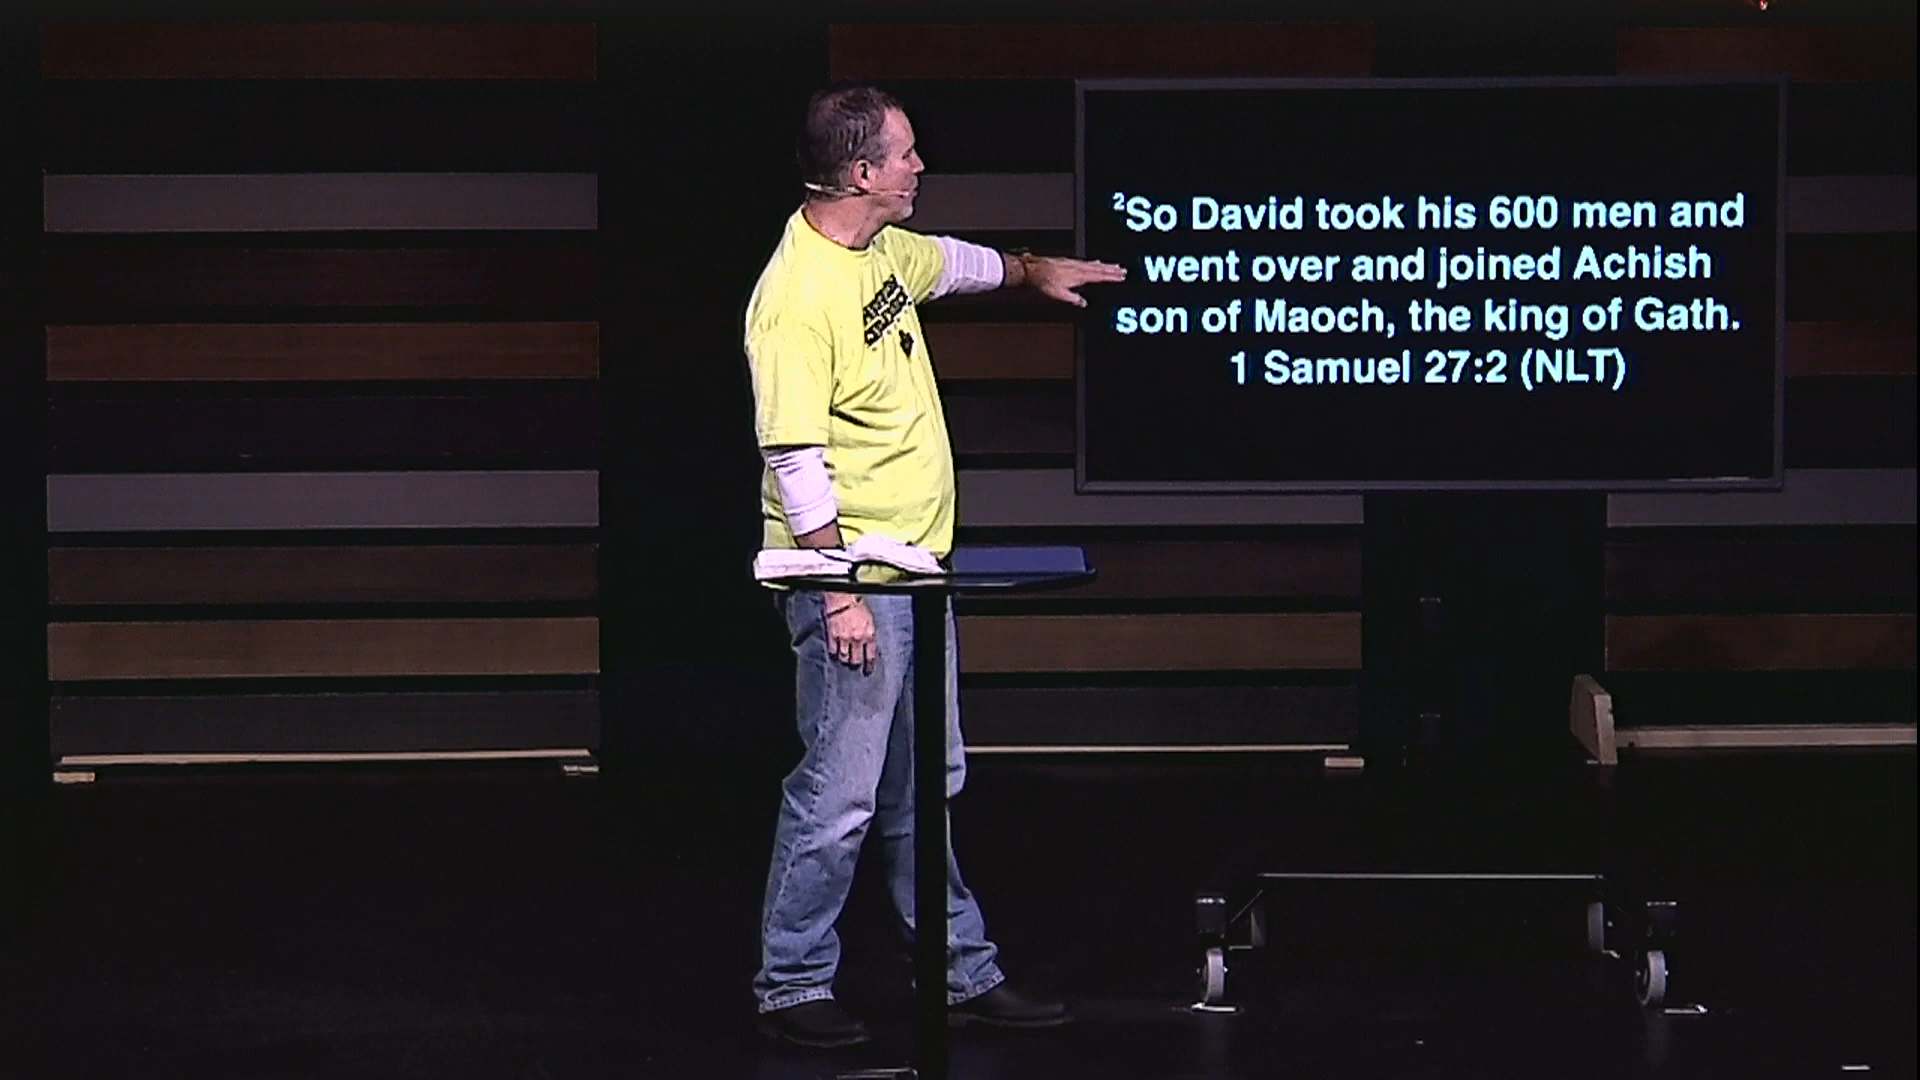 ²So David took his 600 men and
went over and joined Achish
son of Maoch, the king of Gath.
1 Samuel 27:2 (NLT)